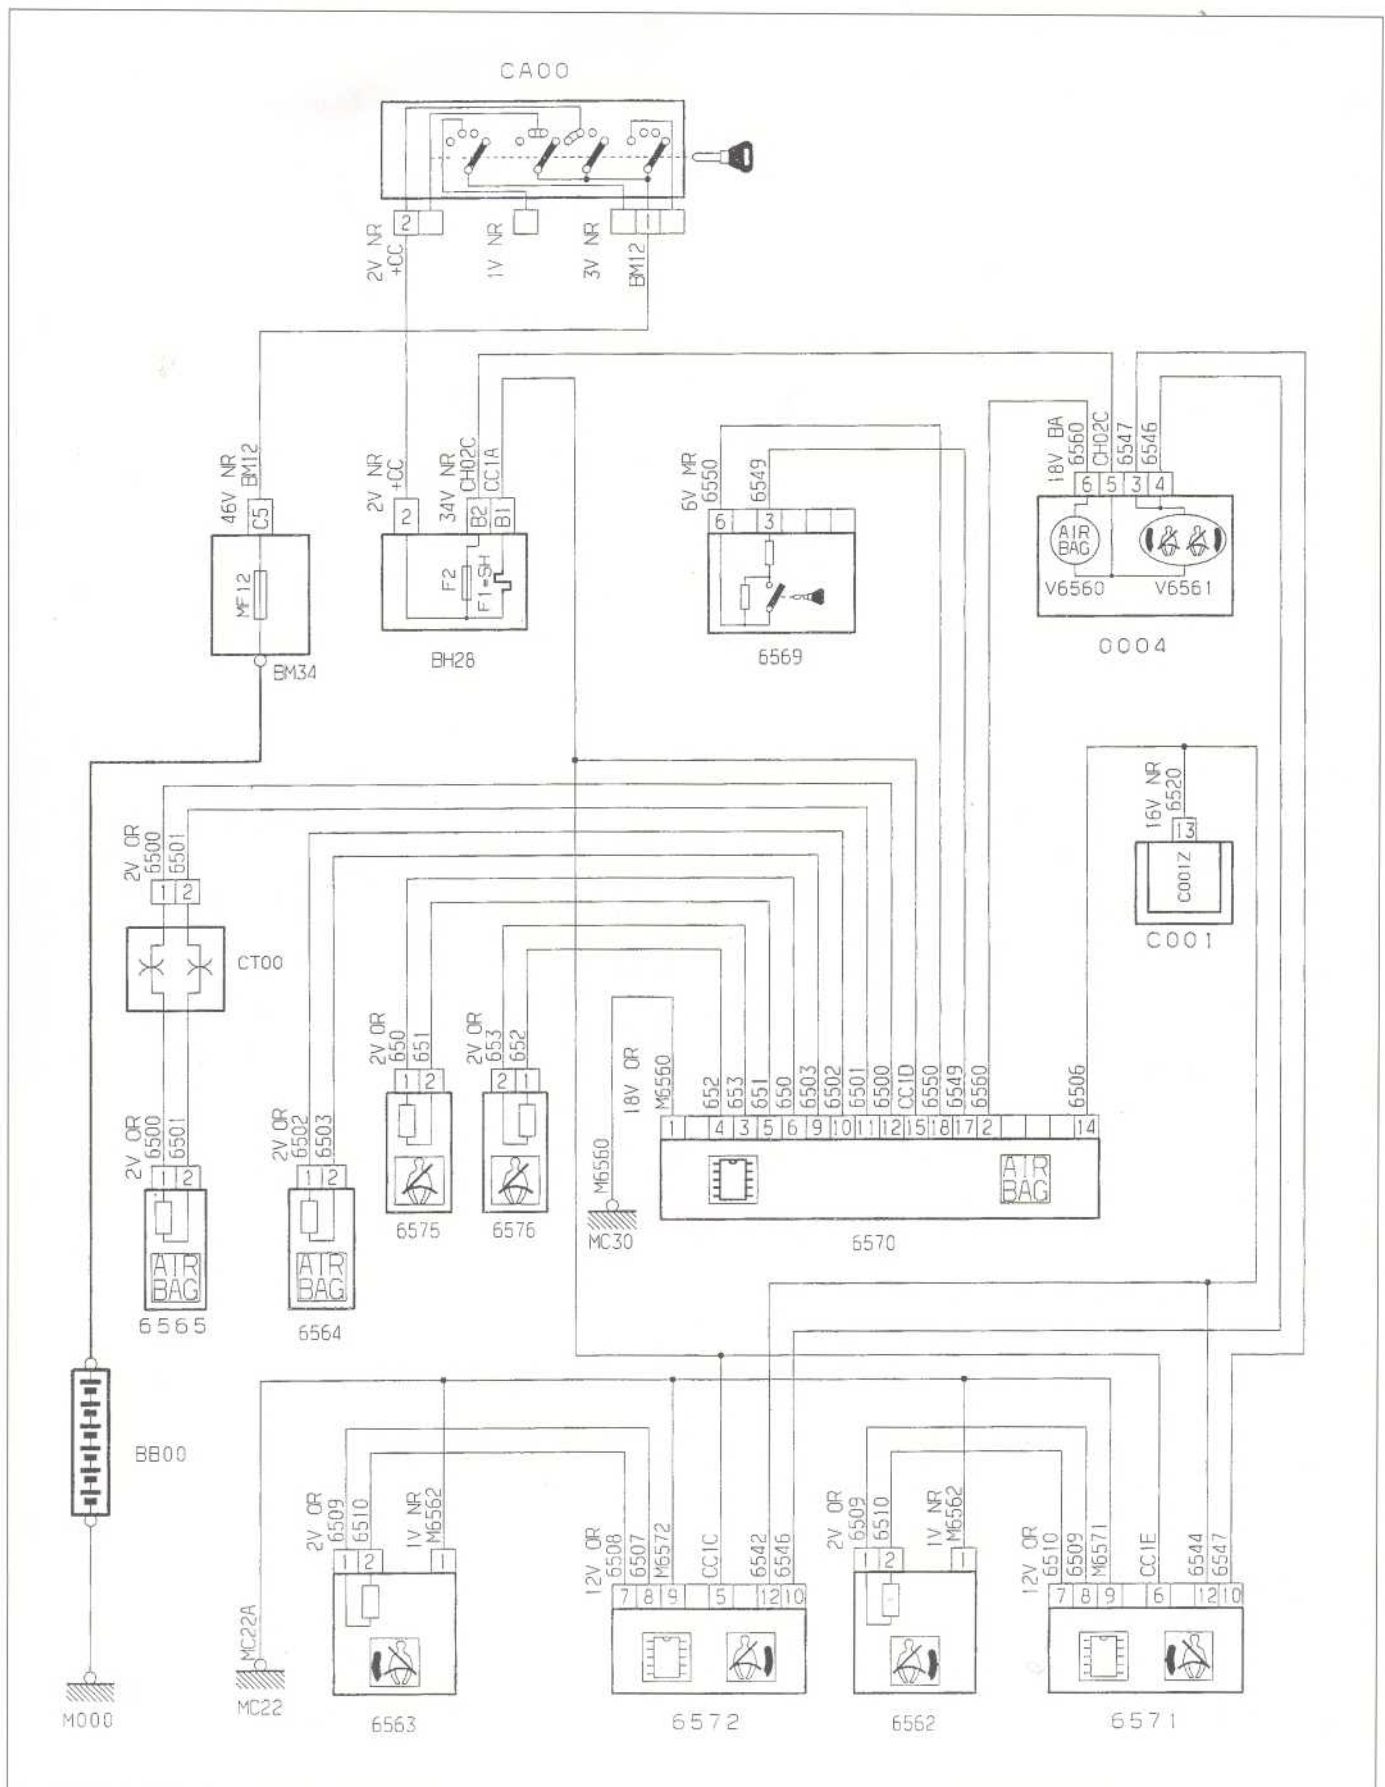 CA00
2
1
2V NR
+CC
1V NR
3V NR
BM12
46V NR
BM12
C5
MF12
BM34
2V NR
+CC
2
34V NR
CH02C
CC1A
B2
B1
F2
F1=SH
BH28
6V MR
6550
6549
6
3
6569
18V BA
6560
CH02C
6547
6546
6
5
3
4
AIR
BAG
V6560
V6561
0004
16V NR
6520
13
C001Z
C001
2V OR
6500
6501
1
2
CT00
2V OR
6500
6501
1
2
AIR
BAG
6565
2V OR
6502
6503
1
2
AIR
BAG
6564
2V OR
650
651
1
2
6575
2V OR
653
652
2
1
6576
M6560
MC30
18V OR
M6560
652
653
651
650
6503
6502
6501
6500
CC1D
6550
6549
6560
6506
1
4
3
5
6
9
10
11
12
15
18
17
2
14
AIR
BAG
6570
BB00
M000
MC22A
MC22
2V OR
6509
6510
1V NR
M6562
1
2
1
6563
12V OR
6508
6507
M6572
CC1C
6542
6546
7
8
9
5
12
10
6572
2V OR
6509
6510
1V NR
M6562
1
2
1
6562
12V OR
6510
6509
M6571
CC1E
6544
6547
7
8
9
6
12
10
6571